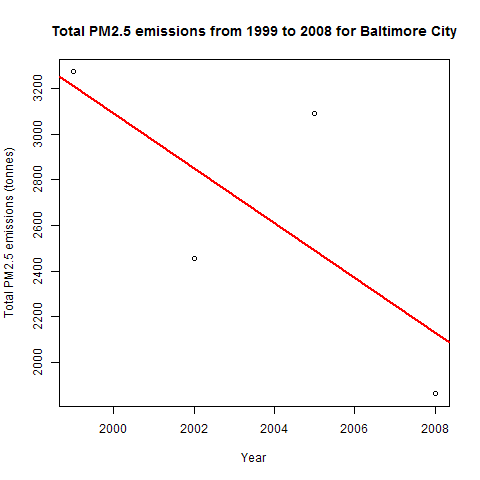 Total PM2.5 emissions from 1999 to 2008 for Baltimore City
Total PM2.5 emissions (tonnes)
3200
3000
2800
2600
2400
2200
2000
2000 2002 2004 2006 2008
Year